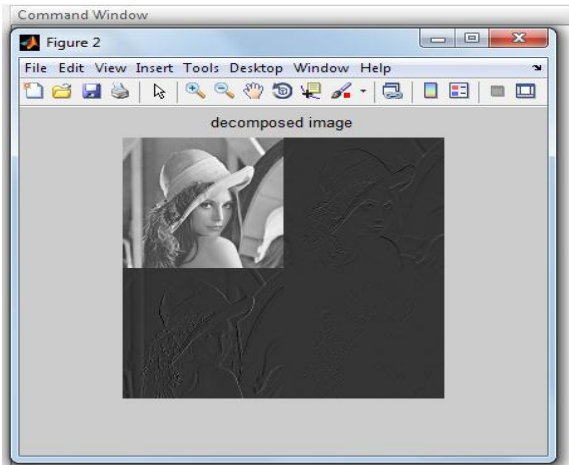 Command Window
Figure 2
File Edit View Insert Tools Desktop Window Help
decomposed image